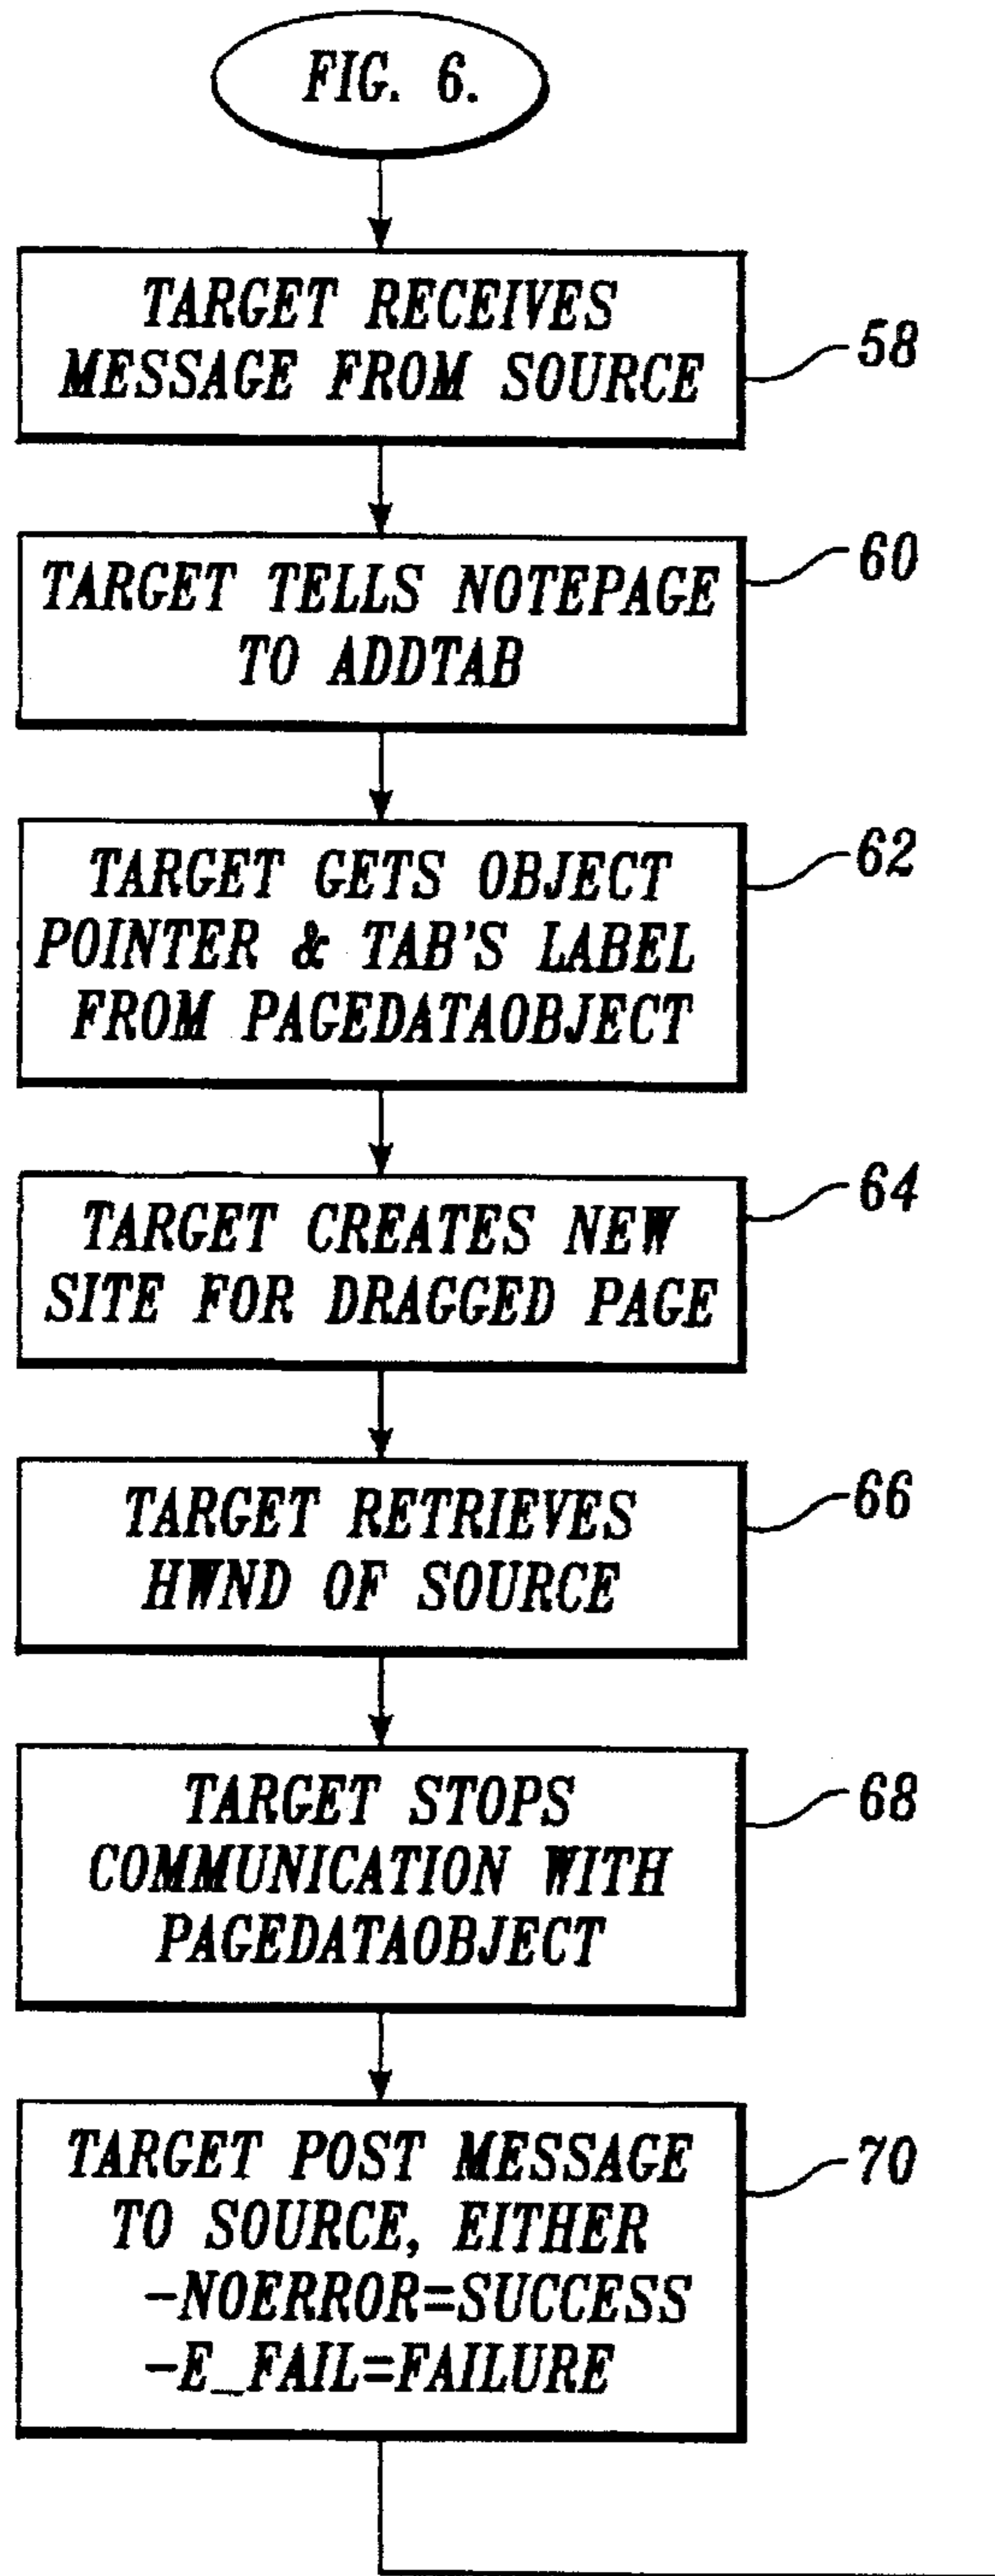 FIG. 6.
TARGET RECEIVES
MESSAGE FROM SOURCE
58
TARGET TELLS NOTEPAGE
TO ADDTAB
60
TARGET GETS OBJECT
POINTER & TAB'S LABEL
FROM PAGEDATAOBJECT
62
TARGET CREATES NEW
SITE FOR DRAGGED PAGE
64
TARGET RETRIEVES
HWND OF SOURCE
66
TARGET STOPS
COMMUNICATION WITH
PAGEDATAOBJECT
68
TARGET POST MESSAGE
TO SOURCE, EITHER
-NOERROR=SUCCESS
-E_FAIL=FAILURE
70